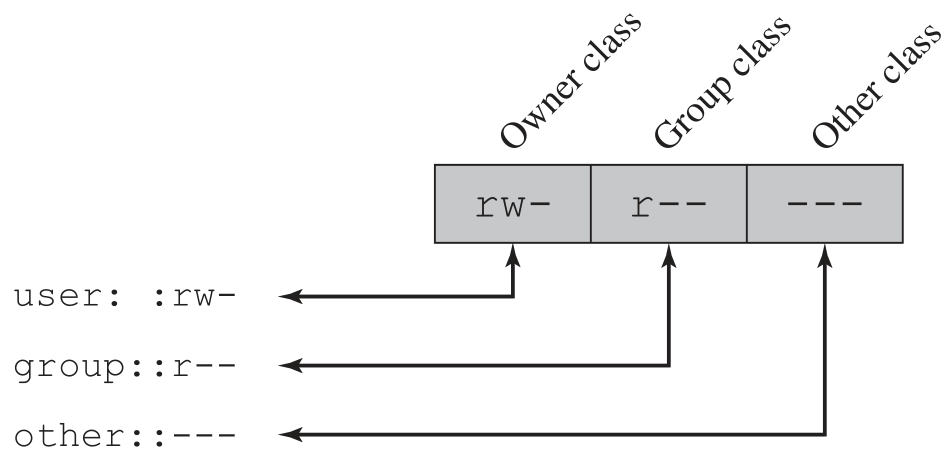 Owner class
Group class
Other class
rw- r-- ---
user: :rw-
group::r--
other::---